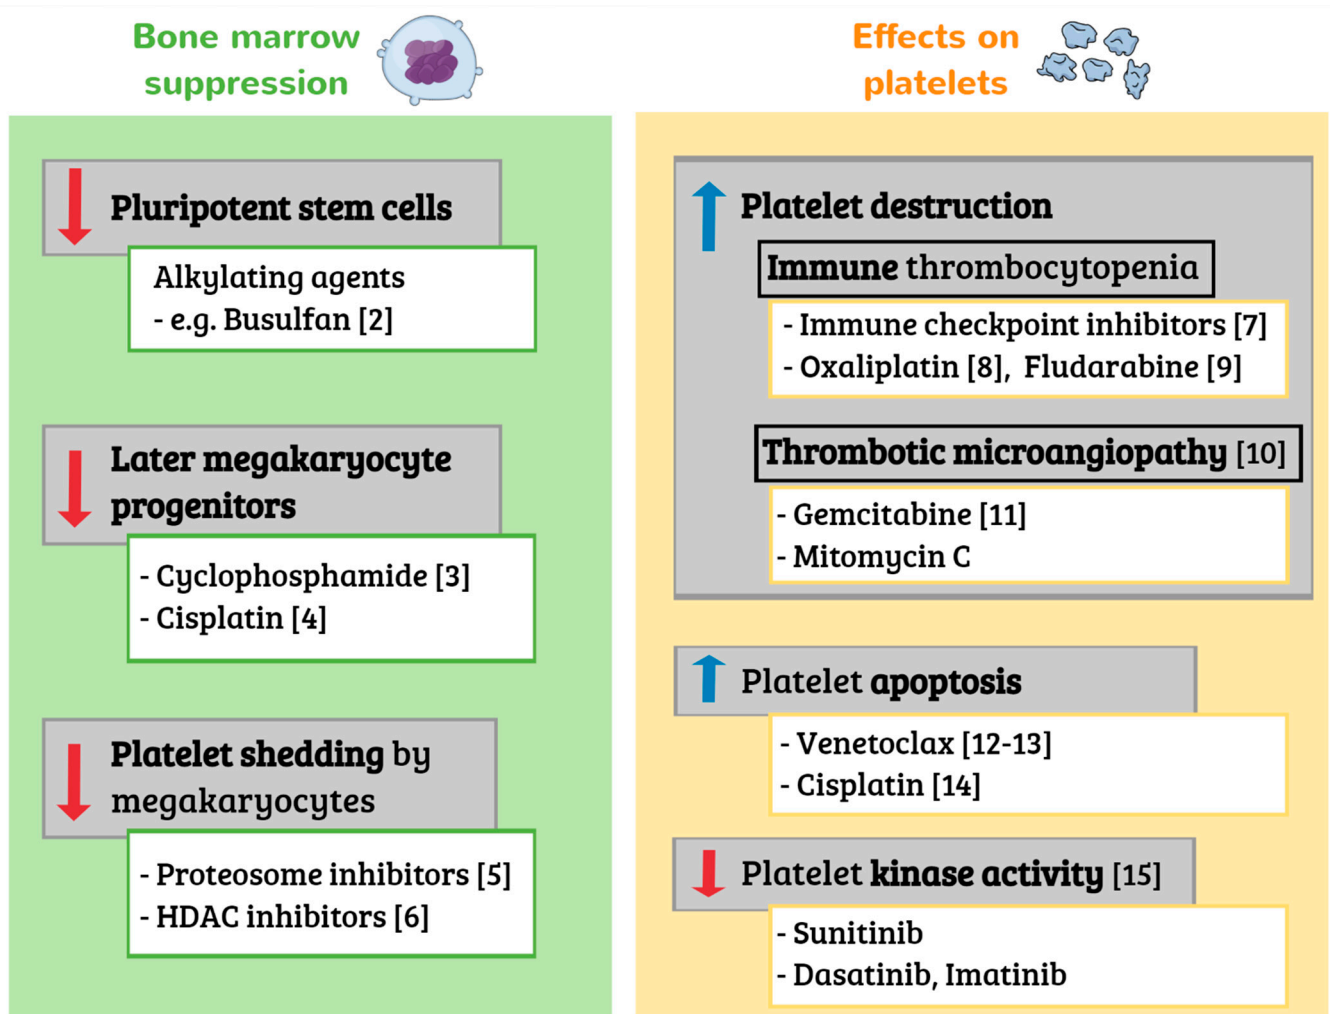 Bone marrow
suppression
Pluripotent stem cells
Alkylating agents
- e.g. Busulfan [2]
Later megakaryocyte
progenitors
- Cyclophosphamide [3]
- Cisplatin [4]
Platelet shedding by
megakaryocytes
- Proteosome inhibitors [5]
- HDAC inhibitors [6]
Effects on
platelets
Platelet destruction
Immune thrombocytopenia
- Immune checkpoint inhibitors [7]
- Oxaliplatin [8], Fludarabine [9]
Thrombotic microangiopathy [10]
- Gemcitabine [11]
- Mitomycin C
Platelet apoptosis
- Venetoclax [12-13]
- Cisplatin [14]
Platelet kinase activity [15]
- Sunitinib
- Dasatinib, Imatinib